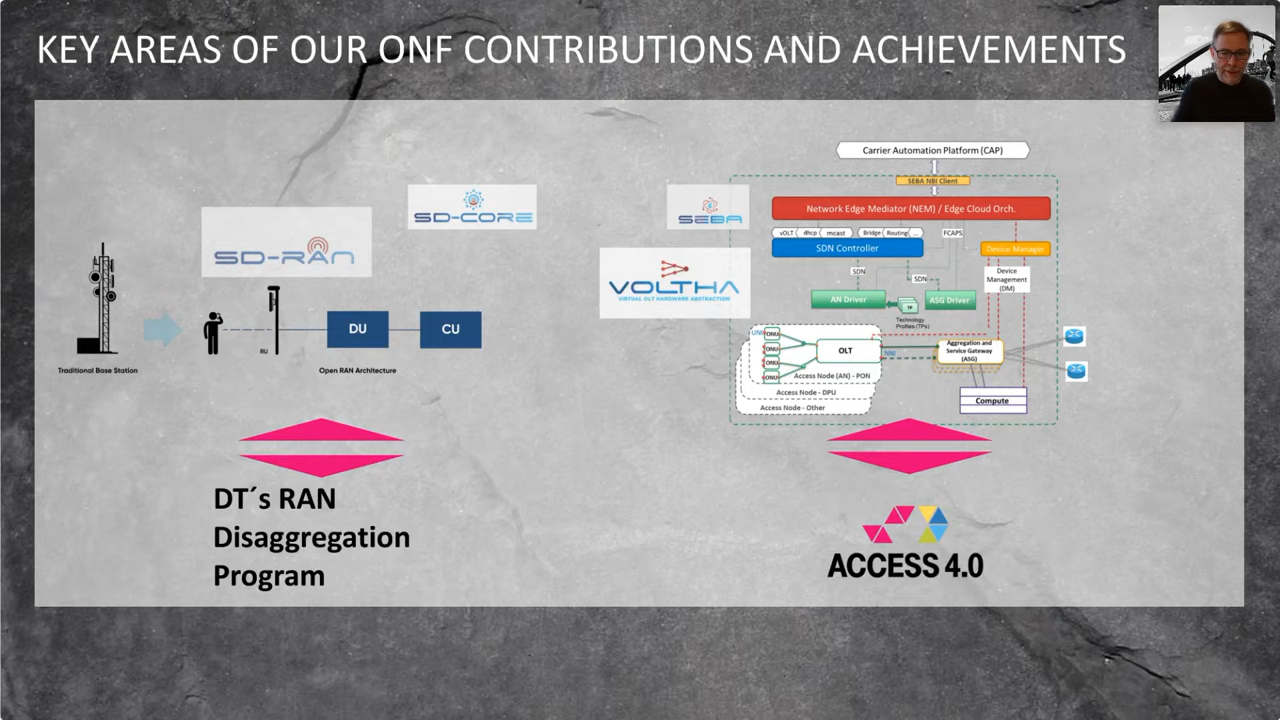 KEY AREAS OF OUR ONF CONTRIBUTIONS AND ACHIEVEMENTS
SD-CORE
SD-RAN
Traditional Base Station
RU
DU
CU
Open RAN Architecture
DT´s RAN
Disaggregation
Program
SEBA
VOLTHA
VIRTUAL OLT HARDWARE ABSTRACTION
Carrier Automation Platform (CAP)
SEBA NBI Client
Network Edge Mediator (NEM) / Edge Cloud Orch.
vOLT
dhcp
mcast
Bridge
Routing
...
FCAPS
SDN Controller
Device Manager
SDN
SDN
Device
Management
(DM)
AN Driver
TP
ASG Driver
Technology
Profiles (TPs)
UNI
ONU
ONU
ONU
ONU
OLT
NNI
Aggregation and
Service Gateway
(ASG)
Access Node (AN) - PON
Access Node - DPU
Access Node - Other
Compute
ACCESS 4.0